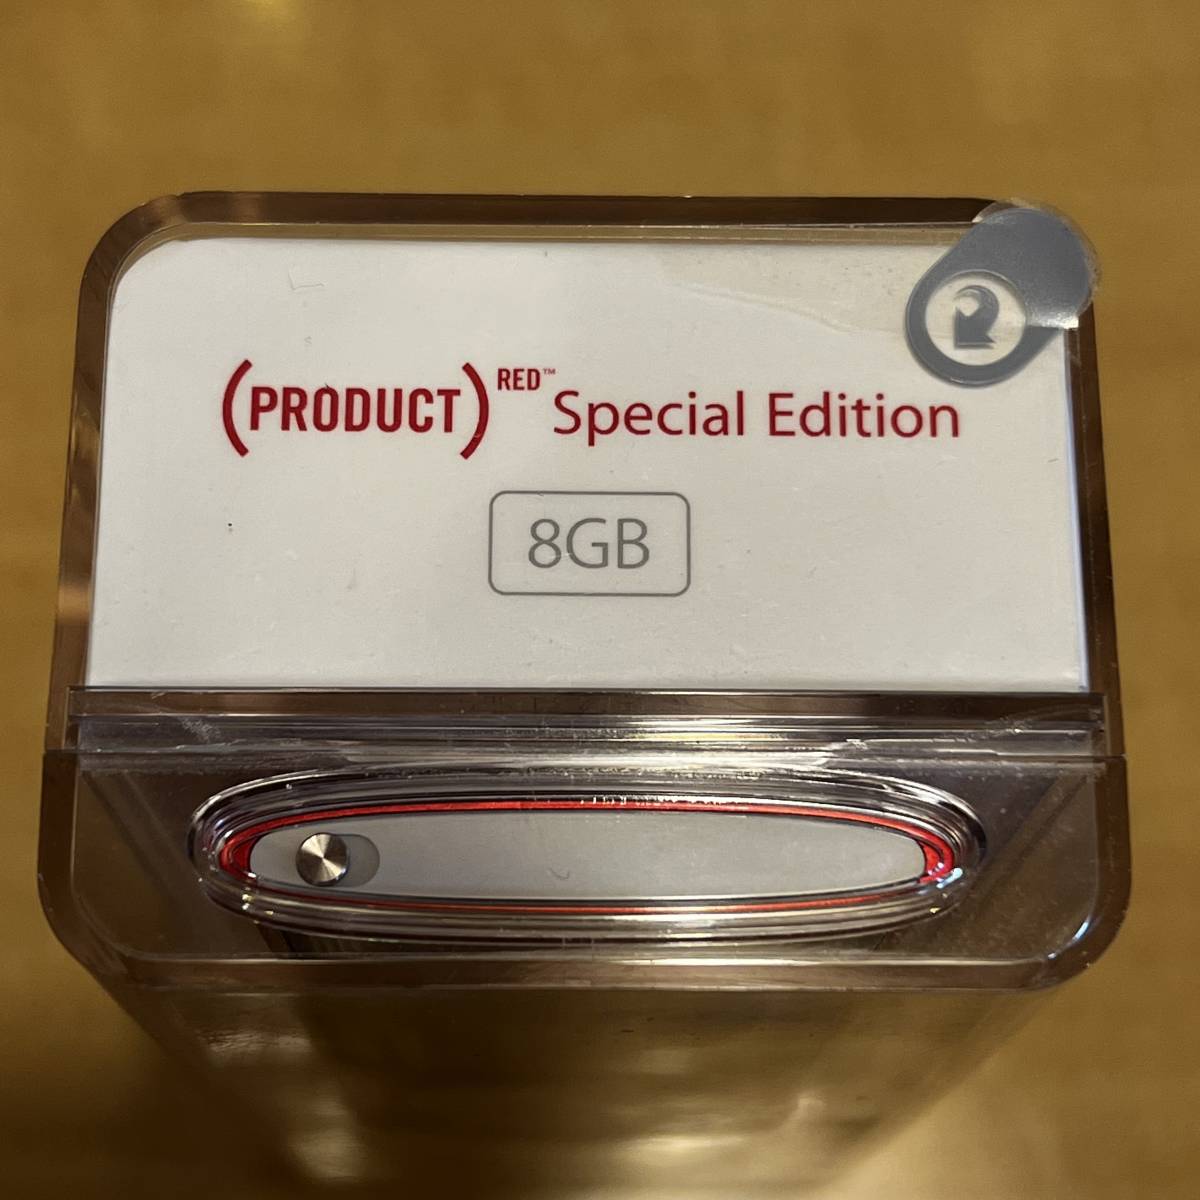 (PRODUCT) RED™ Special Edition
8GB